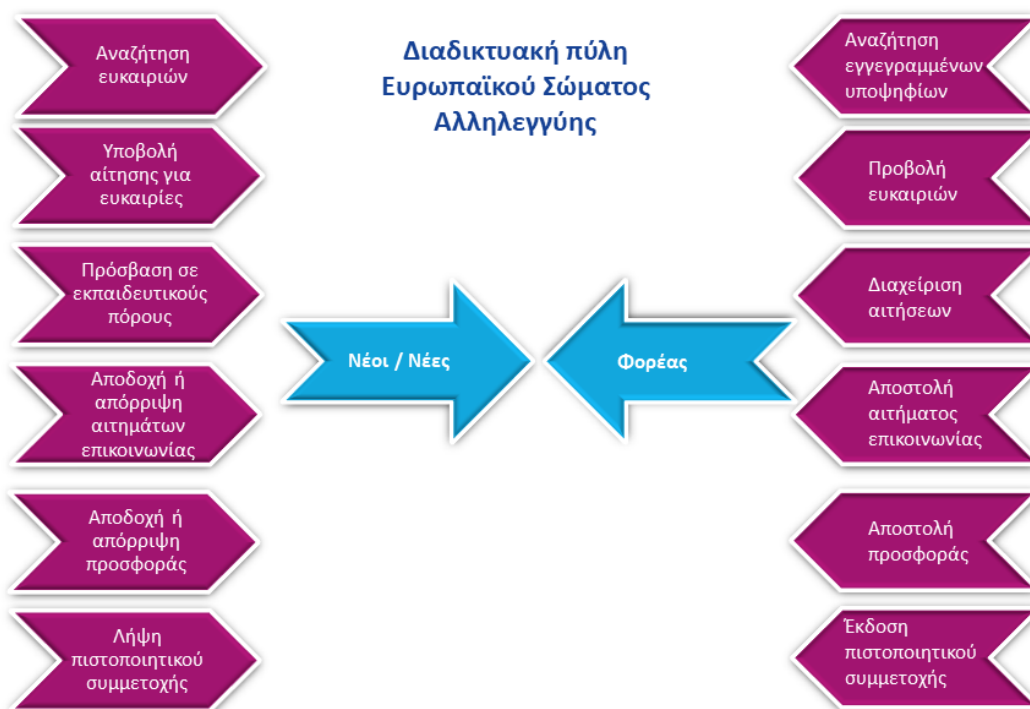 Διαδικτυακή πύλη
Ευρωπαϊκού Σώματος
Αλληλεγγύης
Αναζήτηση
ευκαιριών
Υποβολή
αίτησης για
ευκαιρίες
Πρόσβαση σε
εκπαιδευτικούς
πόρους
Αποδοχή ή
απόρριψη
αιτημάτων
επικοινωνίας
Αποδοχή ή
απόρριψη
προσφοράς
Λήψη
πιστοποιητικού
συμμετοχής
Νέοι / Νέες
Φορέας
Αναζήτηση
εγγεγραμμένων
υποψηφίων
Προβολή
ευκαιριών
Διαχείριση
αιτήσεων
Αποστολή
αιτήματος
επικοινωνίας
Αποστολή
προσφοράς
Έκδοση
πιστοποιητικού
συμμετοχής